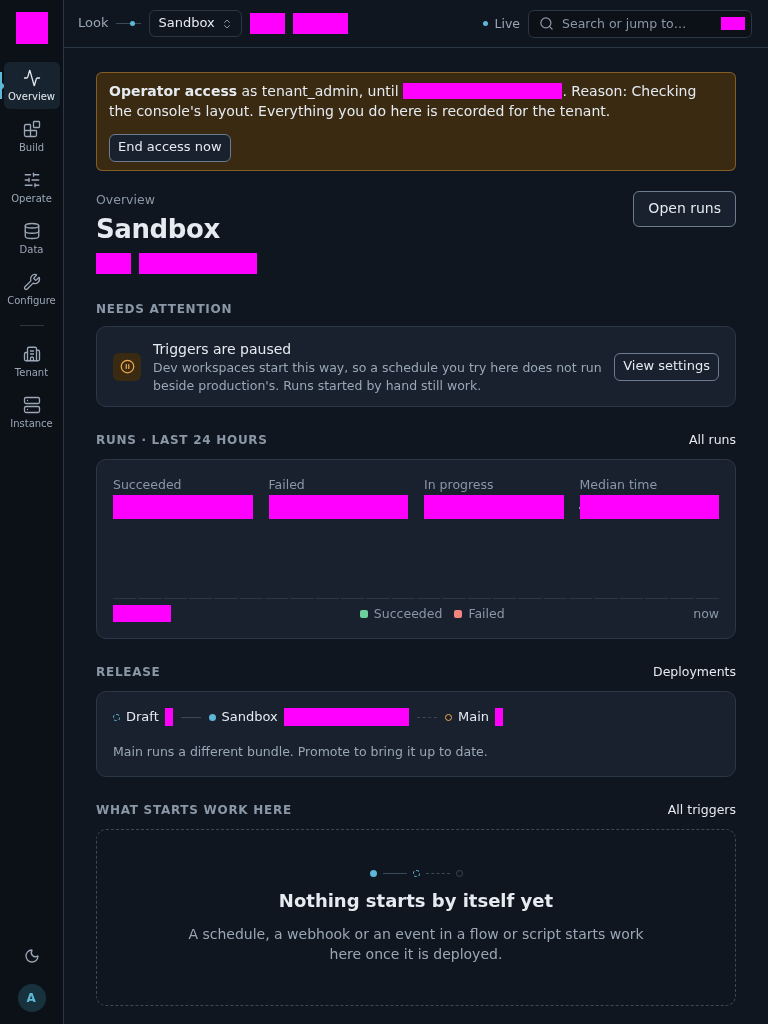 Look
Sandbox
Live
Search or jump to…
Overview
Build
Operate
Data
Configure
Tenant
Instance
A
Operator access as tenant_admin, until . Reason: Checking
the console's layout. Everything you do here is recorded for the tenant.
End access now
Overview
Sandbox
Open runs
NEEDS ATTENTION
Triggers are paused
Dev workspaces start this way, so a schedule you try here does not run
beside production's. Runs started by hand still work.
View settings
RUNS · LAST 24 HOURS
All runs
Succeeded
Failed
In progress
Median time
Succeeded
Failed
now
RELEASE
Deployments
Draft
Sandbox
Main
Main runs a different bundle. Promote to bring it up to date.
WHAT STARTS WORK HERE
All triggers
Nothing starts by itself yet
A schedule, a webhook or an event in a flow or script starts work
here once it is deployed.